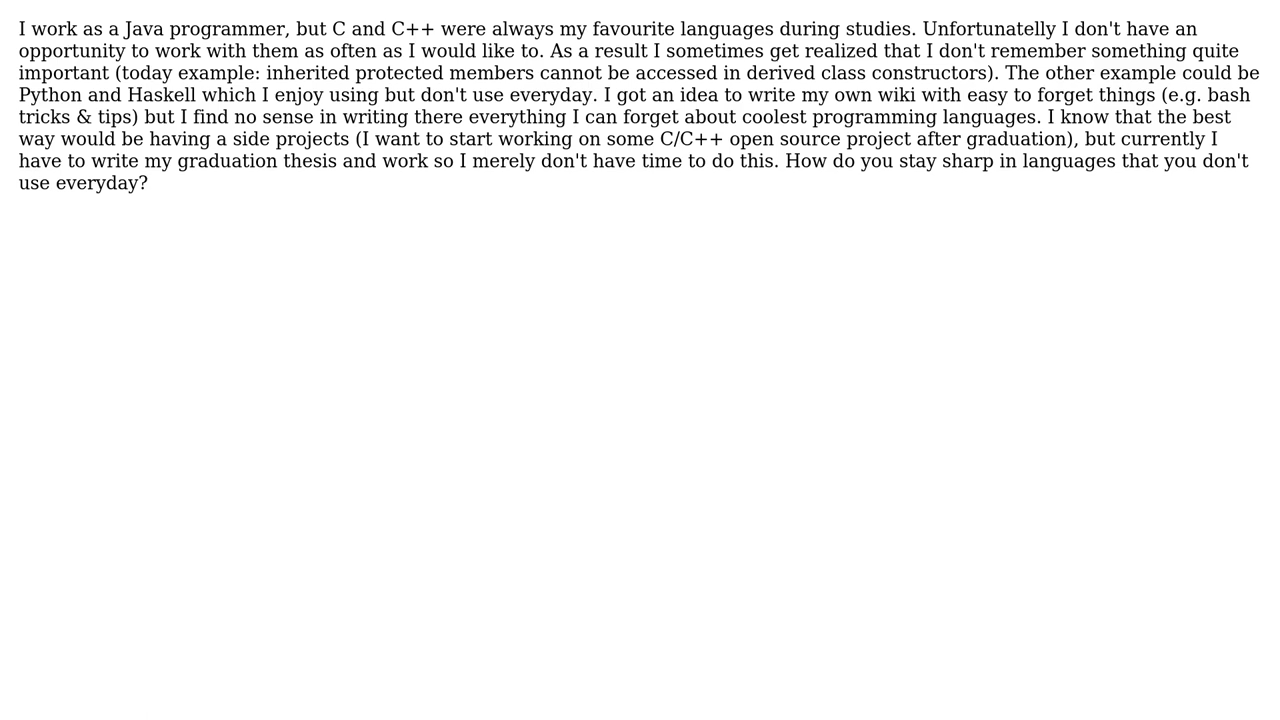 I work as a Java programmer, but C and C++ were always my favourite languages during studies. Unfortunatelly I don't have an
opportunity to work with them as often as I would like to. As a result I sometimes get realized that I don't remember something quite
important (today example: inherited protected members cannot be accessed in derived class constructors). The other example could be
Python and Haskell which I enjoy using but don't use everyday. I got an idea to write my own wiki with easy to forget things (e.g. bash
tricks & tips) but I find no sense in writing there everything I can forget about coolest programming languages. I know that the best
way would be having a side projects (I want to start working on some C/C++ open source project after graduation), but currently I
have to write my graduation thesis and work so I merely don't have time to do this. How do you stay sharp in languages that you don't
use everyday?